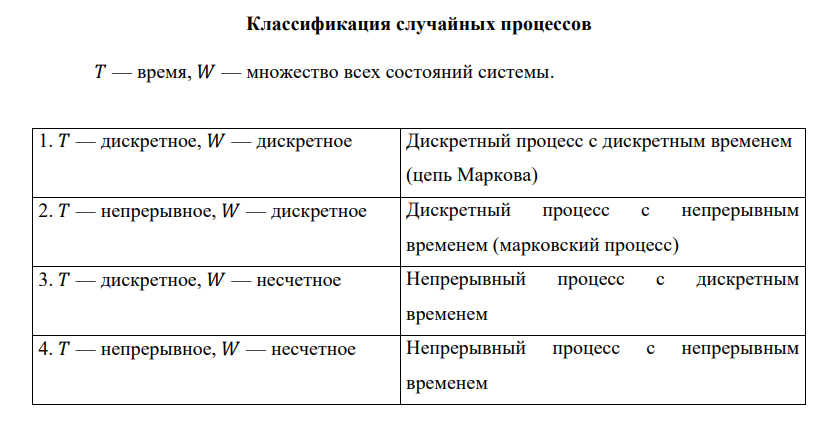 Классификация случайных процессов
T — время, W — множество всех состояний системы.
1. T — дискретное, W — дискретное
Дискретный процесс с дискретным временем
(цепь Маркова)
2. T — непрерывное, W — дискретное
Дискретный процесс с непрерывным
временем (марковский процесс)
3. T — дискретное, W — несчетное
Непрерывный процесс с дискретным
временем
4. T — непрерывное, W — несчетное
Непрерывный процесс с непрерывным
временем